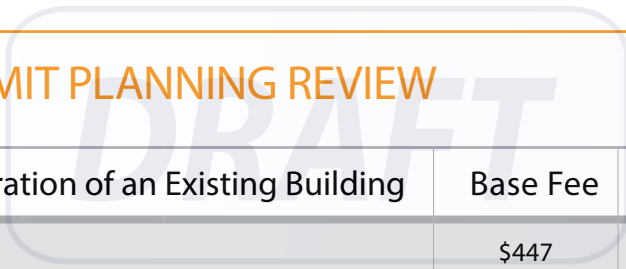 MIT PLANNING REVIEW
DRAFT
ration of an Existing Building Base Fee
$447